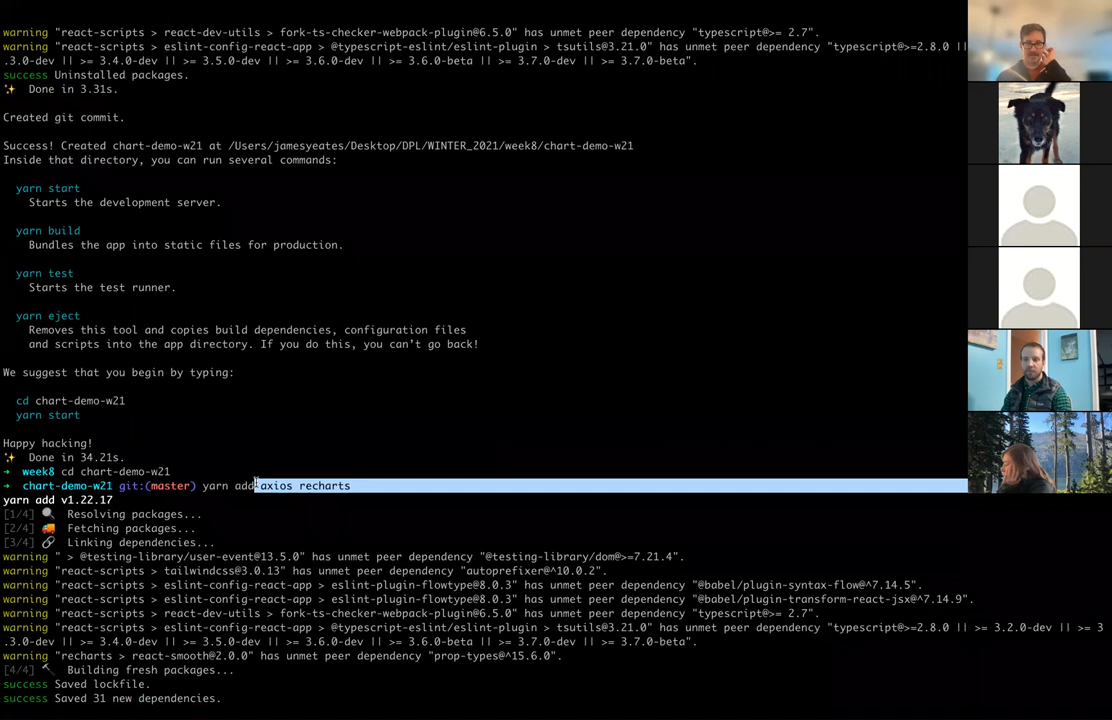 warning "react-scripts > react-dev-utils > fork-ts-checker-webpack-plugin@6.5.0" has unmet peer dependency "typescript@>= 2.7".
warning "react-scripts > eslint-config-react-app > @typescript-eslint/eslint-plugin > tsutils@3.21.0" has unmet peer dependency "typescript@>=2.8.0 ||
.3.0-dev || >= 3.4.0-dev || >= 3.5.0-dev || >= 3.6.0-dev || >= 3.6.0-beta || >= 3.7.0-dev || >= 3.7.0-beta".
success Uninstalled packages.
✨ Done in 3.31s.
Created git commit.
Success! Created chart-demo-w21 at /Users/jamesyeates/Desktop/DPL/WINTER_2021/week8/chart-demo-w21
Inside that directory, you can run several commands:
yarn start
Starts the development server.
yarn build
Bundles the app into static files for production.
yarn test
Starts the test runner.
yarn eject
Removes this tool and copies build dependencies, configuration files
and scripts into the app directory. If you do this, you can't go back!
We suggest that you begin by typing:
cd chart-demo-w21
yarn start
Happy hacking!
✨ Done in 34.21s.
➜ week8 cd chart-demo-w21
➜ chart-demo-w21 git:(master) yarn add axios recharts
yarn add v1.22.17
[1/4] 🔍 Resolving packages...
[2/4] 🚚 Fetching packages...
[3/4] 🔗 Linking dependencies...
warning " > @testing-library/user-event@13.5.0" has unmet peer dependency "@testing-library/dom@>=7.21.4".
warning "react-scripts > tailwindcss@3.0.13" has unmet peer dependency "autoprefixer@^10.0.2".
warning "react-scripts > eslint-config-react-app > eslint-plugin-flowtype@8.0.3" has unmet peer dependency "@babel/plugin-syntax-flow@^7.14.5".
warning "react-scripts > eslint-config-react-app > eslint-plugin-flowtype@8.0.3" has unmet peer dependency "@babel/plugin-transform-react-jsx@^7.14.9".
warning "react-scripts > react-dev-utils > fork-ts-checker-webpack-plugin@6.5.0" has unmet peer dependency "typescript@>= 2.7".
warning "react-scripts > eslint-config-react-app > @typescript-eslint/eslint-plugin > tsutils@3.21.0" has unmet peer dependency "typescript@>=2.8.0 || >= 3.2.0-dev || >= 3
.3.0-dev || >= 3.4.0-dev || >= 3.5.0-dev || >= 3.6.0-dev || >= 3.6.0-beta || >= 3.7.0-dev || >= 3.7.0-beta".
warning "recharts > react-smooth@2.0.0" has unmet peer dependency "prop-types@^15.6.0".
[4/4] 🔨 Building fresh packages...
success Saved lockfile.
success Saved 31 new dependencies.